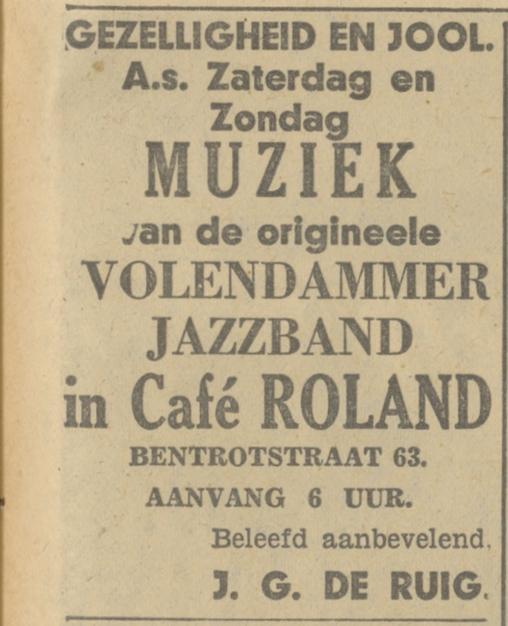 GEZELLIGHEID EN JOOL.
A.s. Zaterdag en
Zondag
MUZIEK
van de origineele
VOLENDAMMER
JAZZBAND
in Café ROLAND
BENTROTSTRAAT 63.
AANVANG 6 UUR.
Beleefd aanbevelend,
J. G. DE RUIG.